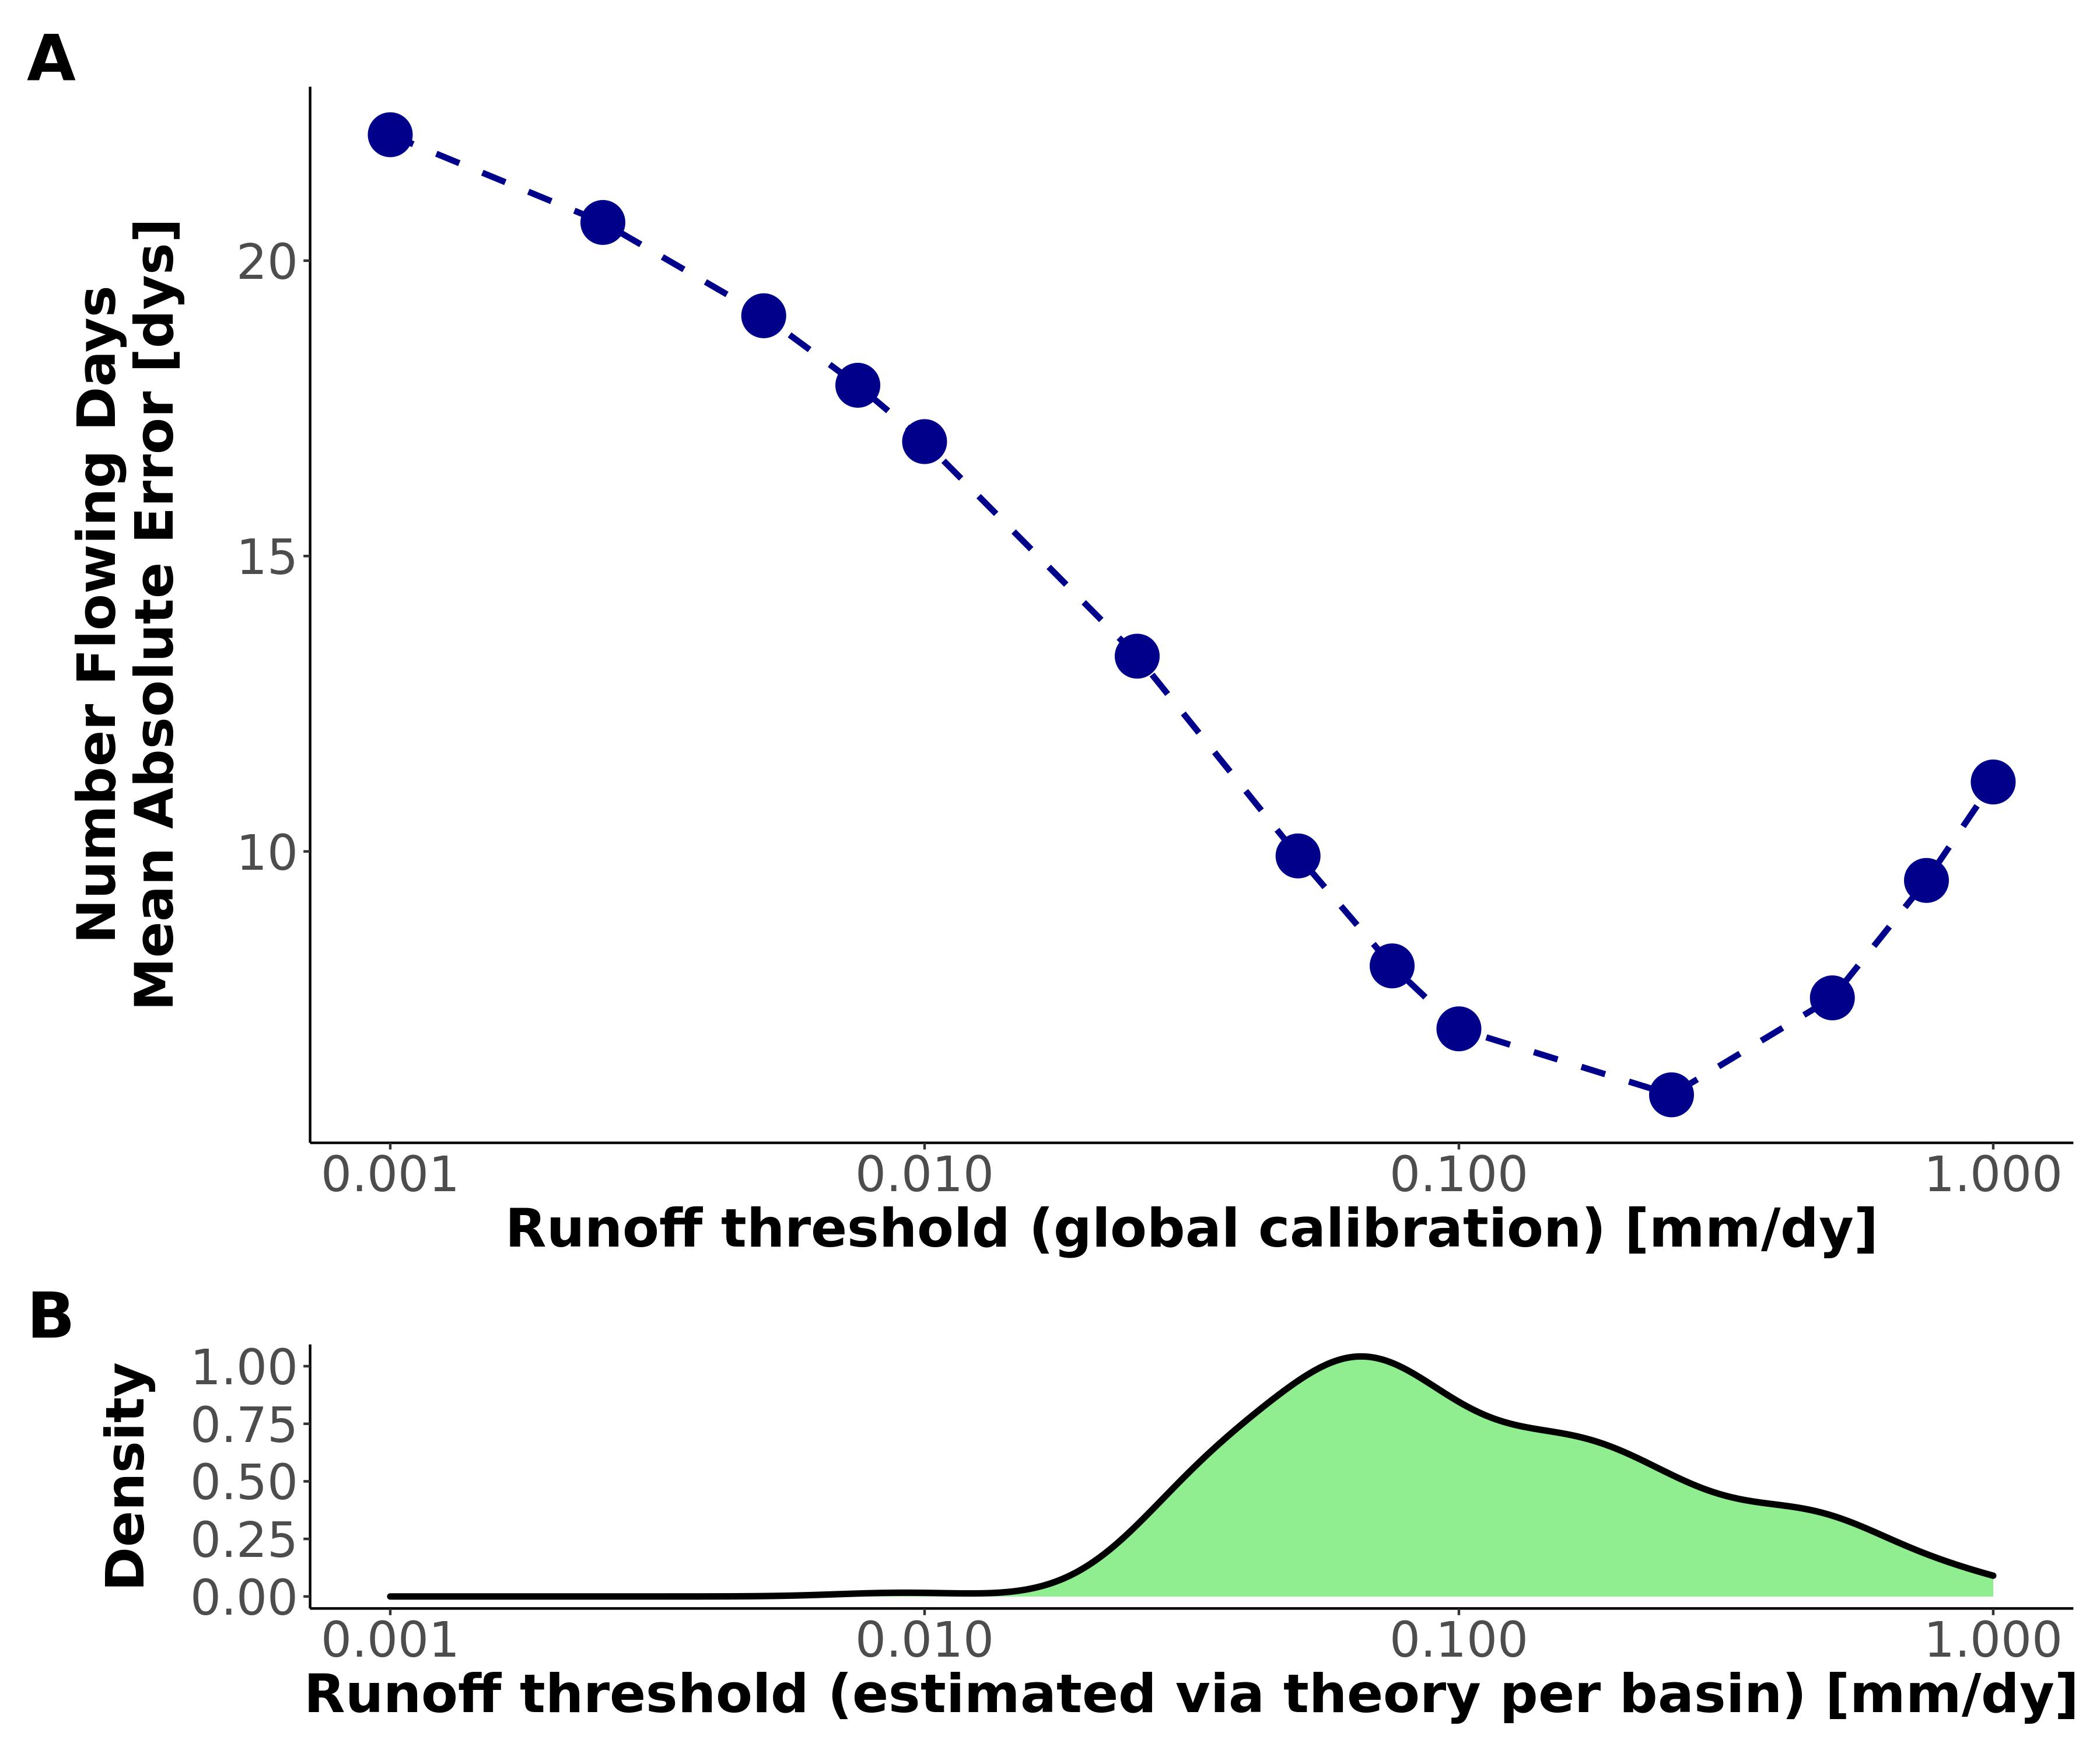 A
Number Flowing Days
Mean Absolute Error [dys]
20
15
10
0.001 0.010 0.100 1.000
Runoff threshold (global calibration) [mm/dy]
B
Density
1.00
0.75
0.50
0.25
0.00
0.001 0.010 0.100 1.000
Runoff threshold (estimated via theory per basin) [mm/dy]